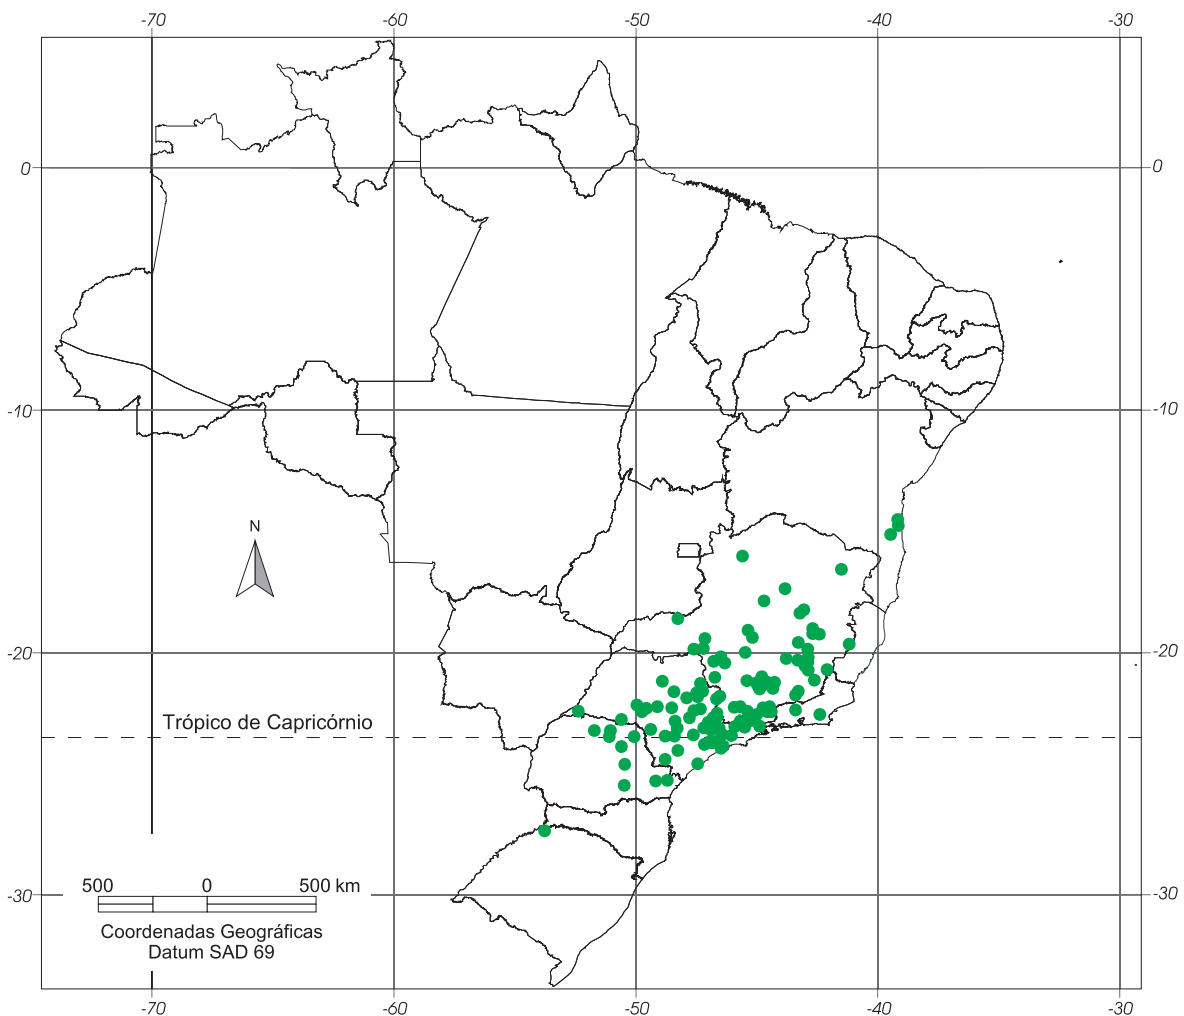 -70 -60 -50 -40 -30
0 0
-10 -10
N
-20 -20
Trópico de Capricórnio
500 0 500 km
-30 -30
Coordenadas Geográficas
Datum SAD 69
-70 -60 -50 -40 -30